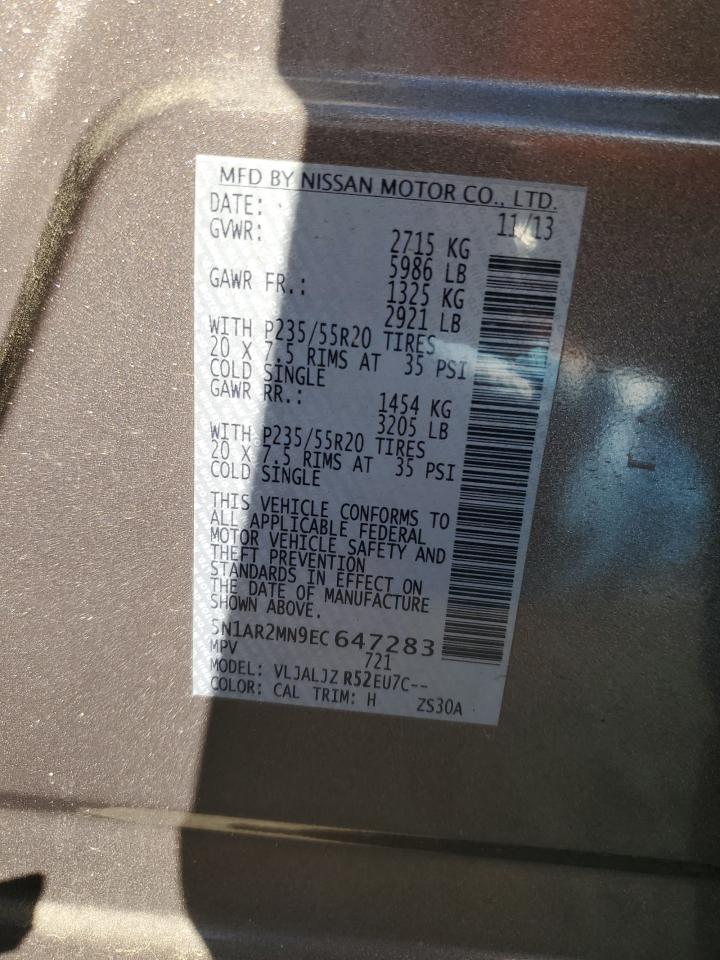 MFD BY NISSAN MOTOR CO., LTD.
DATE: 11/13
GVWR: 2715 KG
5986 LB
GAWR FR.: 1325 KG
2921 LB
WITH P235/55R20 TIRES
20 X 7.5 RIMS AT 35 PSI
COLD SINGLE
GAWR RR.: 1454 KG
3205 LB
WITH P235/55R20 TIRES
20 X 7.5 RIMS AT 35 PSI
COLD SINGLE
THIS VEHICLE CONFORMS TO
ALL APPLICABLE FEDERAL
MOTOR VEHICLE SAFETY AND
THEFT PREVENTION
STANDARDS IN EFFECT ON
THE DATE OF MANUFACTURE
SHOWN ABOVE.
5N1AR2MN9EC647283
MPV 721
MODEL: VLJALJZR52EU7C--
COLOR: CAL TRIM: H ZS30A